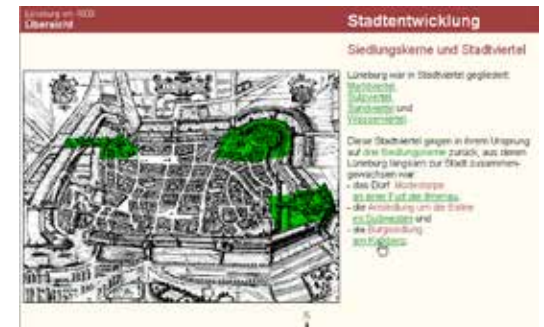 Lüneburg um 1600
Übersicht
Stadtentwicklung
Siedlungskerne und Stadtviertel
Lüneburg war in Stadtviertel gegliedert:
Marktviertel,
Sülzviertel,
Sandviertel und
Wasserviertel.
Diese Stadtviertel gingen in ihrem Ursprung
auf drei Siedlungskerne zurück, aus denen
Lüneburg langsam zur Stadt zusammen-
gewachsen war:
- das Dorf Modestorpe
an einer Furt der Ilmenau,
- die Ansiedlung um die Saline
im Sülzwiesen und
- die Burgsiedlung
am Kalkberg.